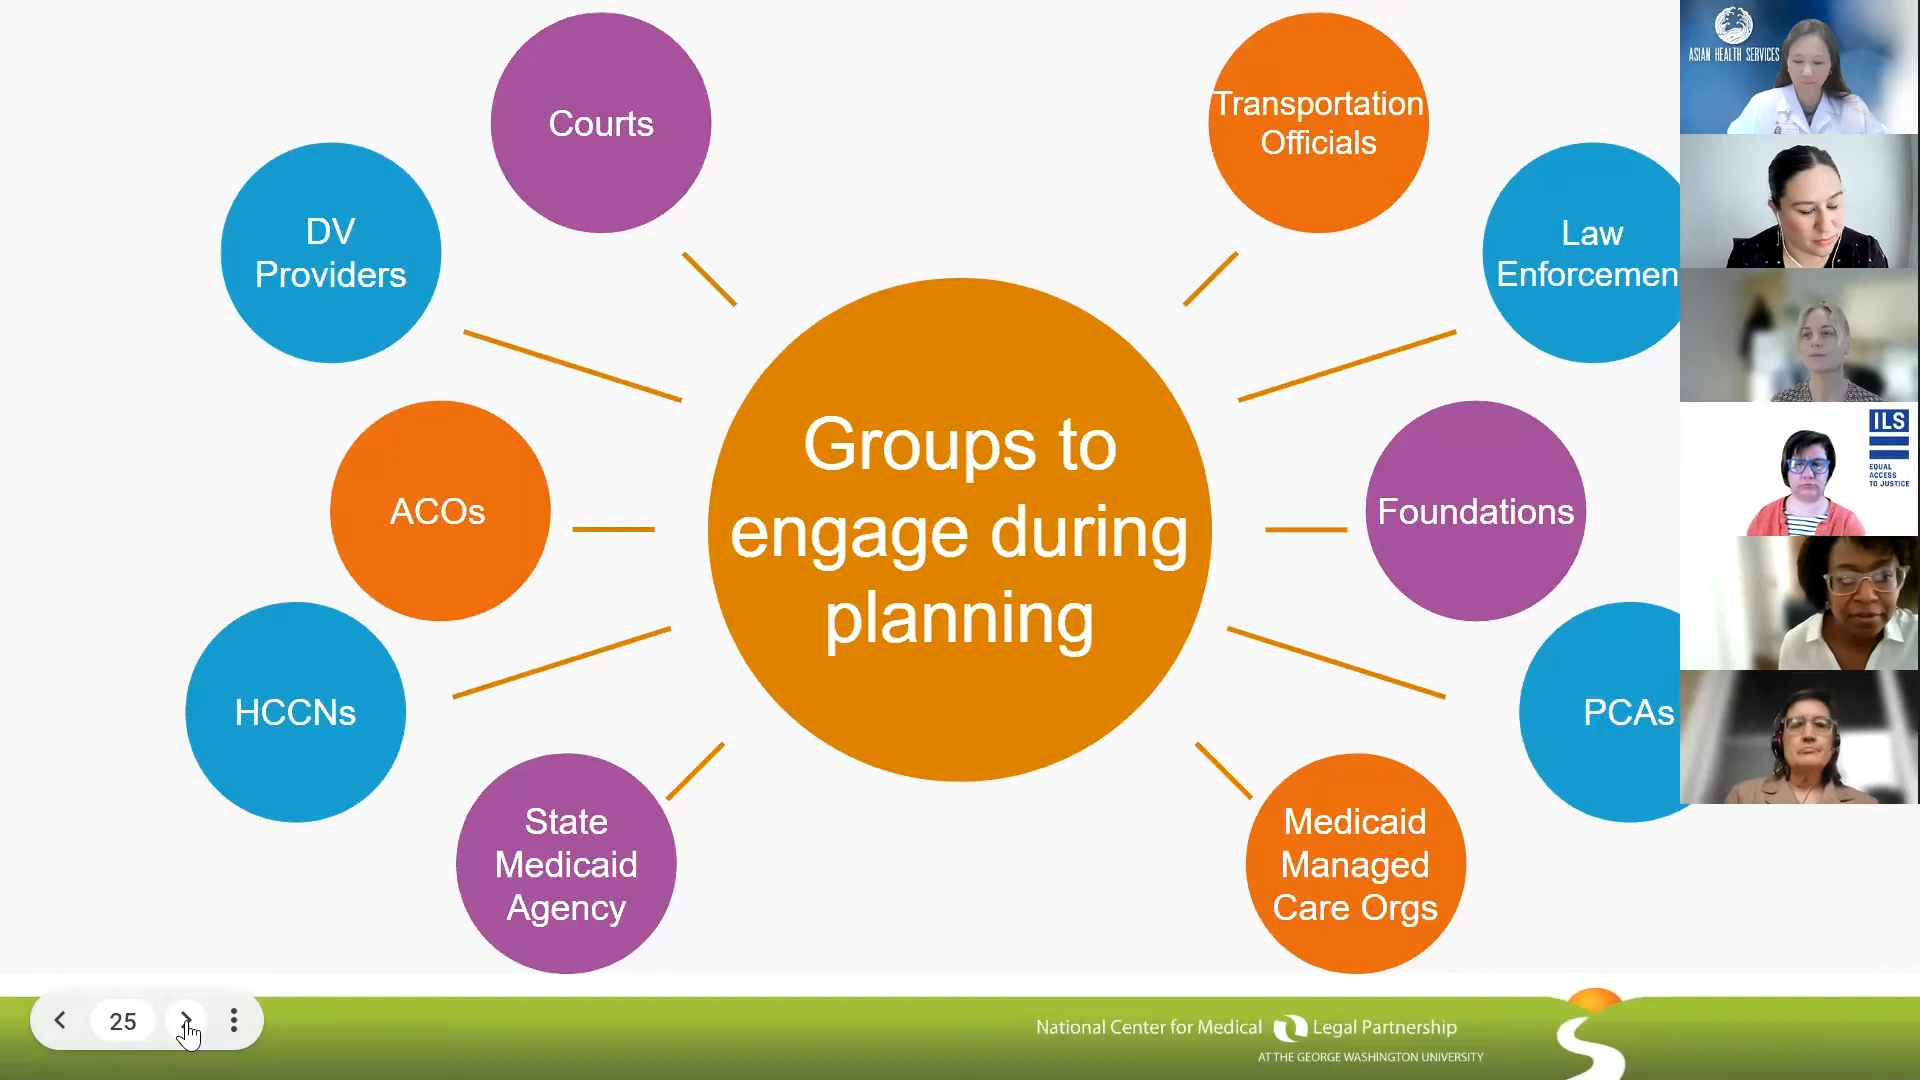 Courts
Transportation
Officials
DV
Providers
Law
Enforcemen
ACOs
Groups to
engage during
planning
Foundations
HCCNs
PCAs
State
Medicaid
Agency
Medicaid
Managed
Care Orgs
25
National Center for Medical Legal Partnership
AT THE GEORGE WASHINGTON UNIVERSITY
ASIAN HEALTH SERVICES
ILS
EQUAL
ACCESS
TO JUSTICE